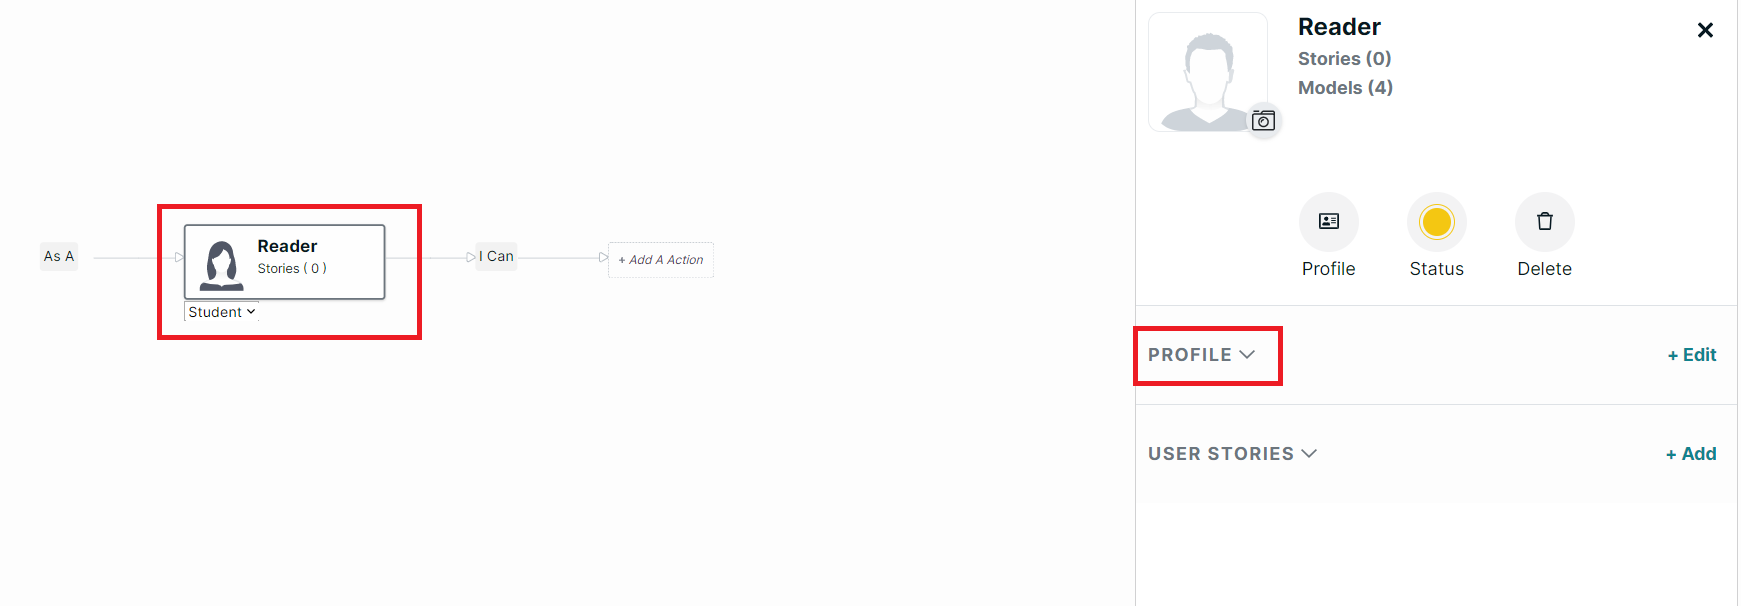 As A
Reader
Stories ( 0 )
Student
I Can
+ Add A Action
Reader
Stories (0)
Models (4)
Profile
Status
Delete
PROFILE
+ Edit
USER STORIES
+ Add